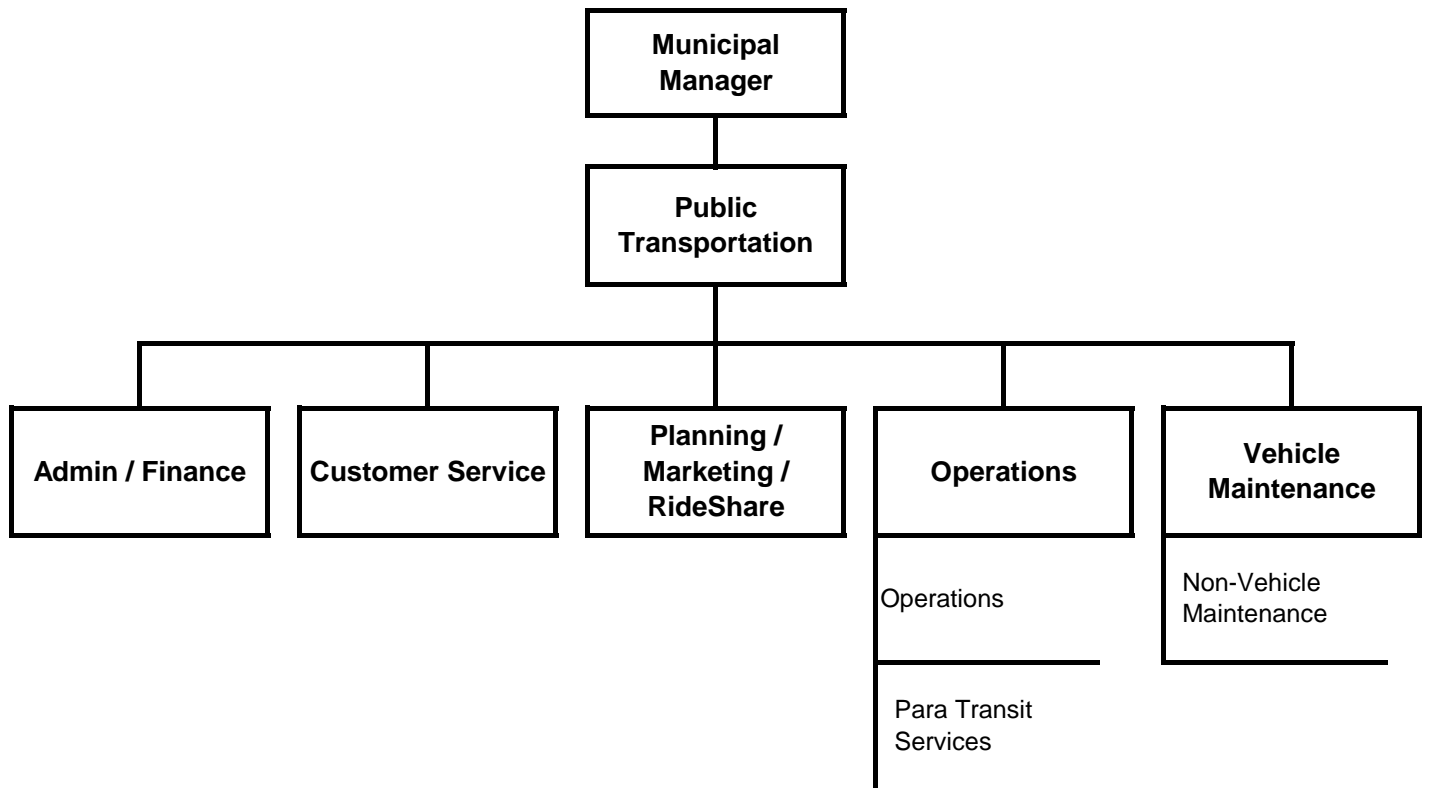 Municipal
Manager
Public
Transportation
Admin / Finance
Customer Service
Planning /
Marketing /
RideShare
Operations
Vehicle
Maintenance
Operations
Non-Vehicle
Maintenance
Para Transit
Services